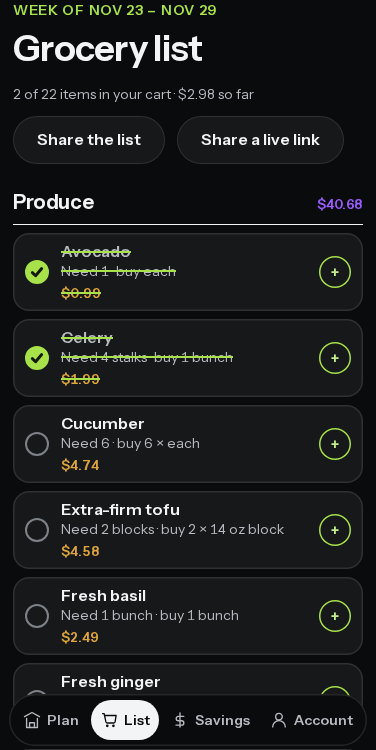 WEEK OF NOV 23 – NOV 29
Grocery list
2 of 22 items in your cart · $2.98 so far
Share the list
Share a live link
Produce
$40.68
Avocado
Need 1 · buy each
$0.99
+
Celery
Need 4 stalks · buy 1 bunch
$1.99
+
Cucumber
Need 6 · buy 6 × each
$4.74
+
Extra-firm tofu
Need 2 blocks · buy 2 × 14 oz block
$4.58
+
Fresh basil
Need 1 bunch · buy 1 bunch
$2.49
+
Fresh ginger
Plan
List
$ Savings
Account